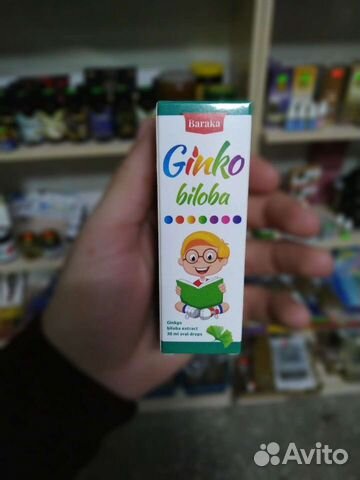 Baraka
Ginko
biloba
Ginkgo
biloba extract
30 ml oral drops
Avito